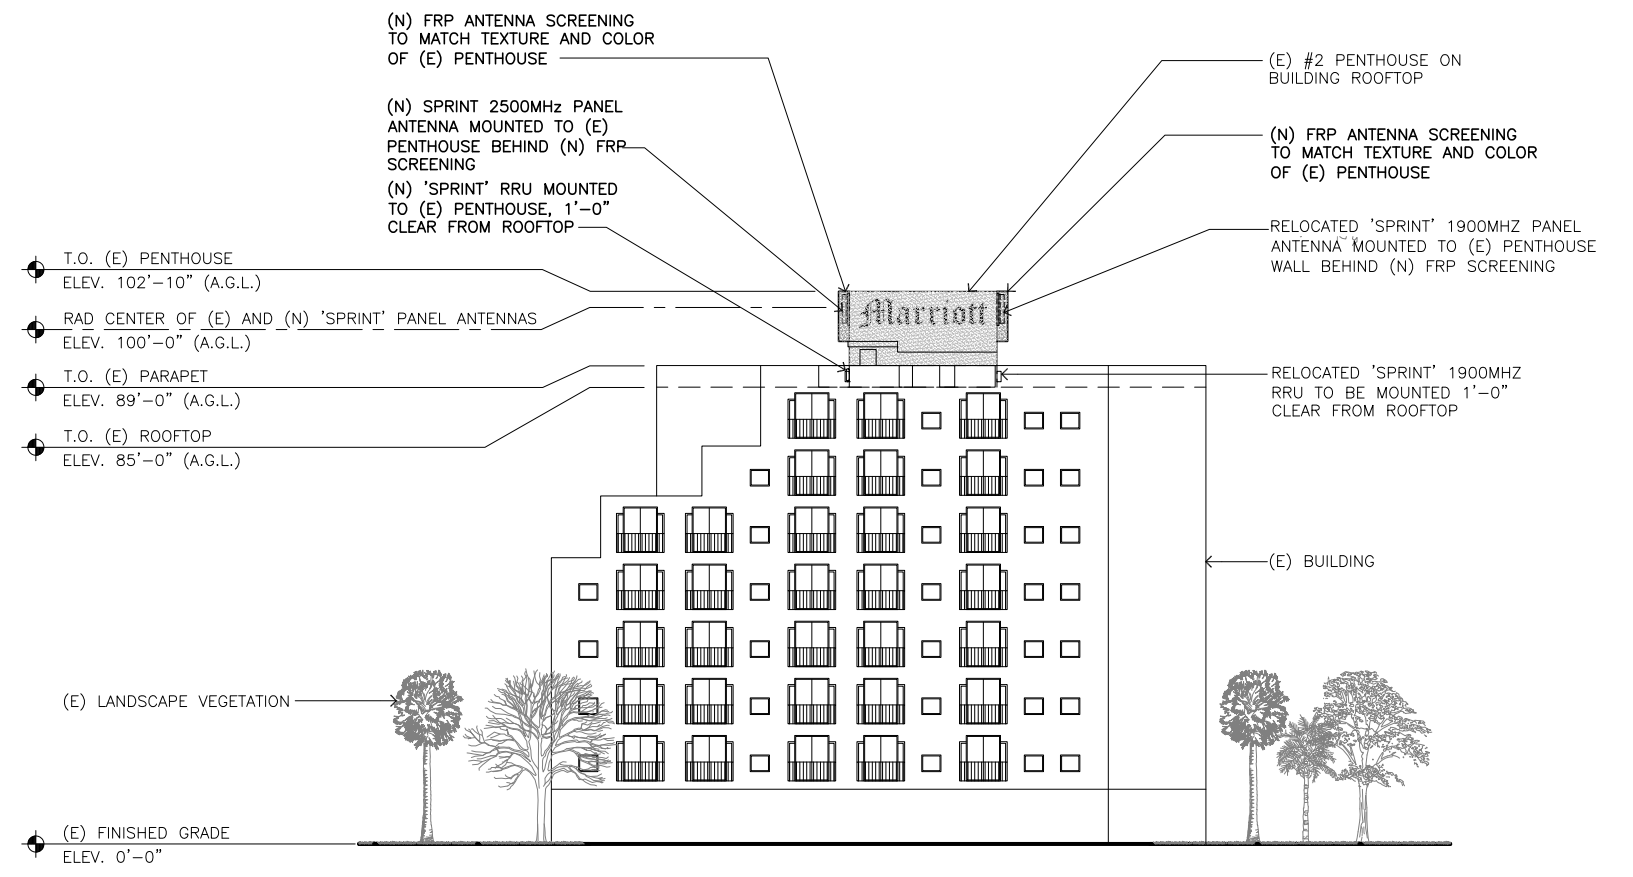 (N) FRP ANTENNA SCREENING
TO MATCH TEXTURE AND COLOR
OF (E) PENTHOUSE
(N) SPRINT 2500MHz PANEL
ANTENNA MOUNTED TO (E)
PENTHOUSE BEHIND (N) FRP
SCREENING
(N) 'SPRINT' RRU MOUNTED
TO (E) PENTHOUSE, 1'-0"
CLEAR FROM ROOFTOP
(E) #2 PENTHOUSE ON
BUILDING ROOFTOP
(N) FRP ANTENNA SCREENING
TO MATCH TEXTURE AND COLOR
OF (E) PENTHOUSE
RELOCATED 'SPRINT' 1900MHZ PANEL
ANTENNA MOUNTED TO (E) PENTHOUSE
WALL BEHIND (N) FRP SCREENING
T.O. (E) PENTHOUSE
ELEV. 102'-10" (A.G.L.)
RAD CENTER OF (E) AND (N) 'SPRINT' PANEL ANTENNAS
ELEV. 100'-0" (A.G.L.)
T.O. (E) PARAPET
ELEV. 89'-0" (A.G.L.)
T.O. (E) ROOFTOP
ELEV. 85'-0" (A.G.L.)
Marriott
RELOCATED 'SPRINT' 1900MHZ
RRU TO BE MOUNTED 1'-0"
CLEAR FROM ROOFTOP
(E) BUILDING
(E) LANDSCAPE VEGETATION
(E) FINISHED GRADE
ELEV. 0'-0"